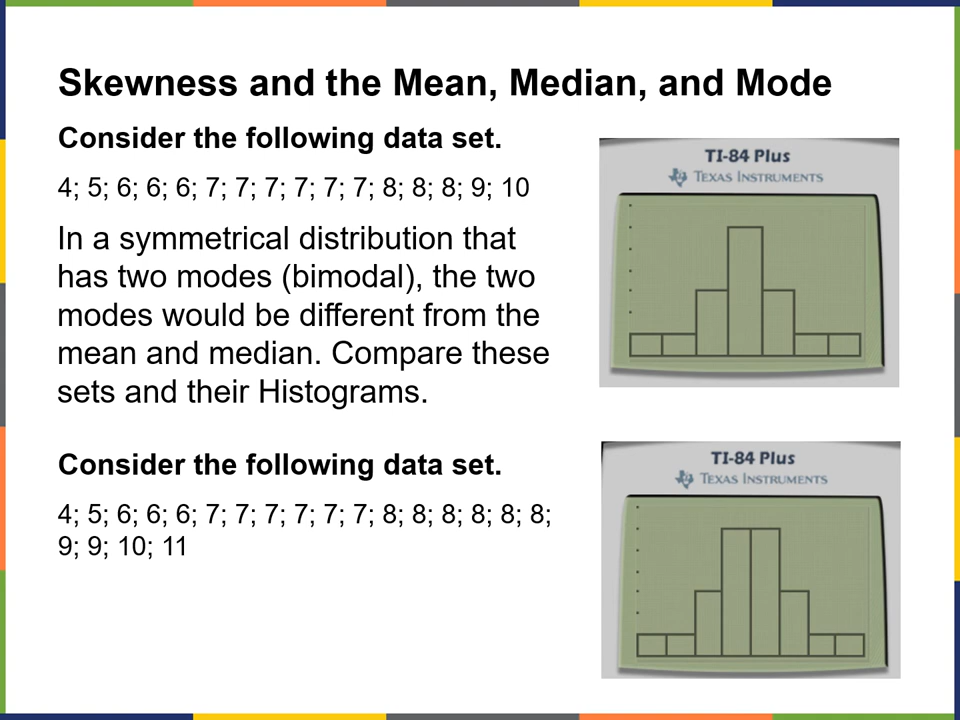 Skewness and the Mean, Median, and Mode
Consider the following data set.
4; 5; 6; 6; 6; 7; 7; 7; 7; 7; 7; 8; 8; 8; 9; 10
In a symmetrical distribution that
has two modes (bimodal), the two
modes would be different from the
mean and median. Compare these
sets and their Histograms.
TI-84 Plus
TEXAS INSTRUMENTS
Consider the following data set.
4; 5; 6; 6; 6; 7; 7; 7; 7; 7; 7; 8; 8; 8; 8; 8; 8;
9; 9; 10; 11
TI-84 Plus
TEXAS INSTRUMENTS